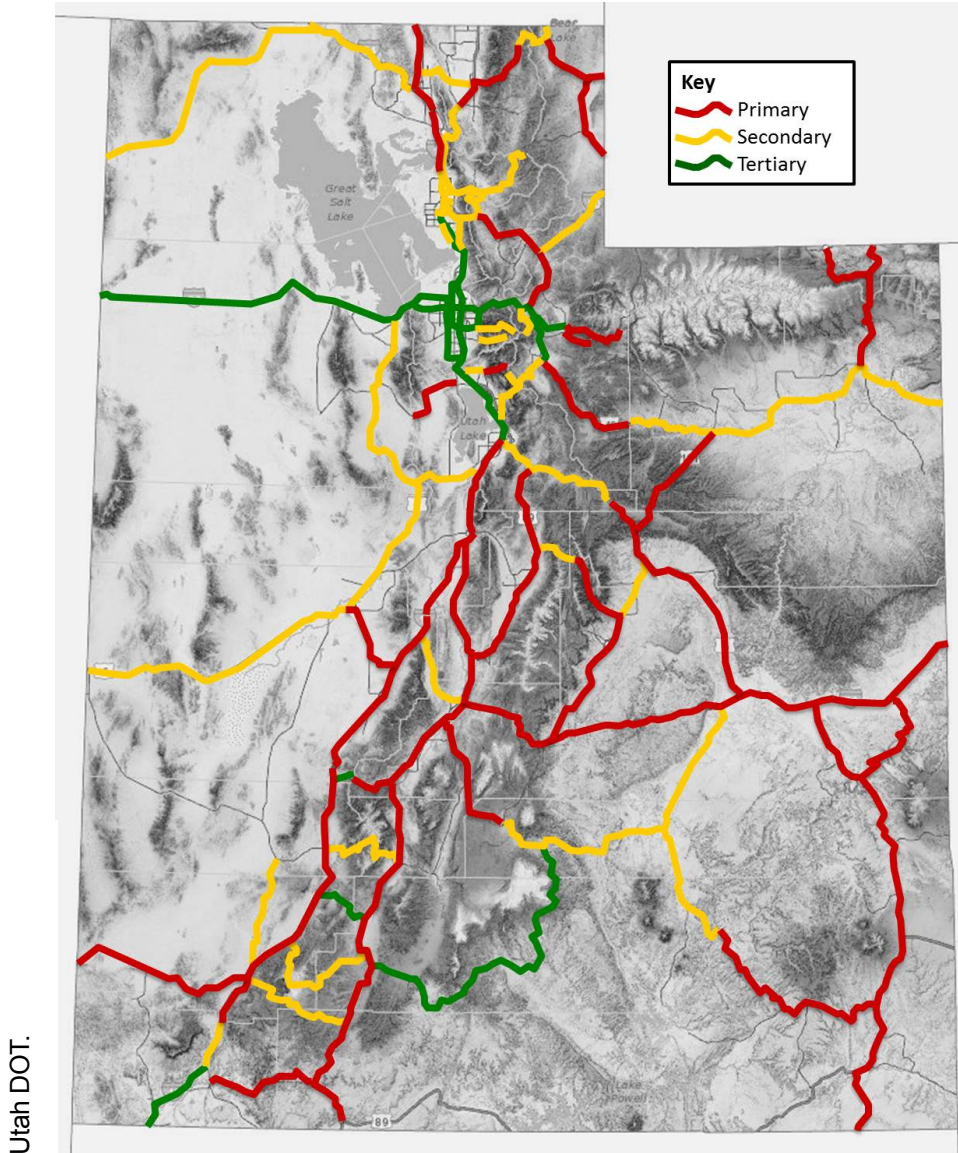 Bear
Lake
Key
Primary
Secondary
Tertiary
Great
Salt
Lake
Utah
Lake
Lake
Powell
89
Utah DOT.